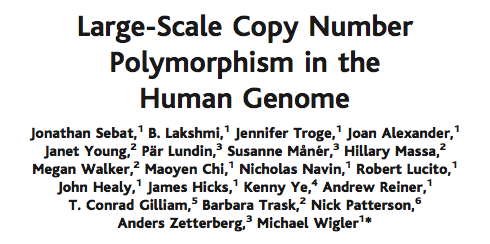 Large-Scale Copy Number
Polymorphism in the
Human Genome
Jonathan Sebat,¹ B. Lakshmi,¹ Jennifer Troge,¹ Joan Alexander,¹
Janet Young,² Pär Lundin,³ Susanne Månér,³ Hillary Massa,²
Megan Walker,² Maoyen Chi,¹ Nicholas Navin,¹ Robert Lucito,¹
John Healy,¹ James Hicks,¹ Kenny Ye,⁴ Andrew Reiner,¹
T. Conrad Gilliam,⁵ Barbara Trask,² Nick Patterson,⁶
Anders Zetterberg,³ Michael Wigler¹*